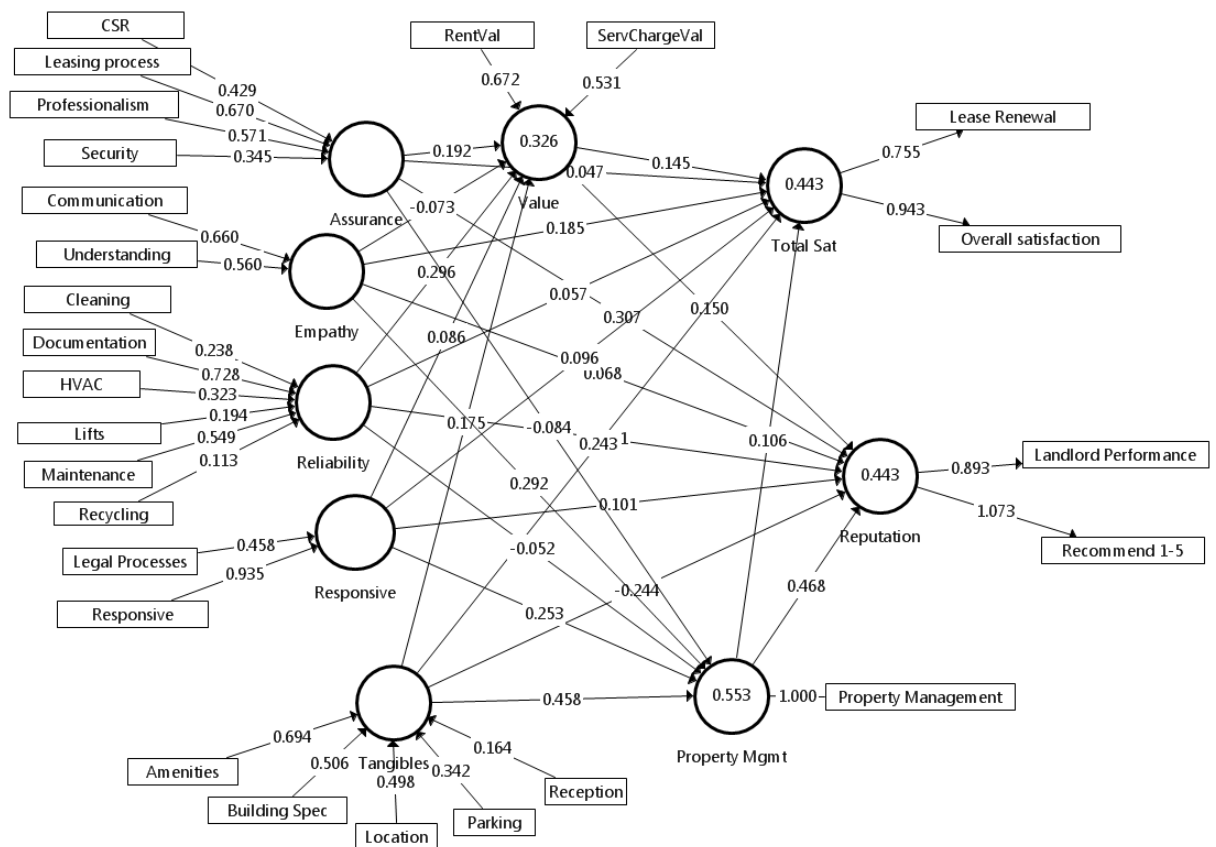 CSR
Leasing process
Professionalism
Security
0.429
0.670
0.571
0.345
Assurance
RentVal
ServChargeVal
0.672
0.531
0.326
Value
0.192
0.145
0.047
0.443
Total Sat
Lease Renewal
0.755
0.943
Overall satisfaction
Communication
Understanding
0.660
0.560
Empathy
-0.073
0.185
Cleaning
Documentation
HVAC
Lifts
Maintenance
Recycling
0.238
0.728
0.323
0.194
0.549
0.113
Reliability
0.296
0.057
0.150
0.307
0.086
0.096
0.068
0.175
-0.084
0.243
0.106
0.292
0.101
0.443
Reputation
0.893
Landlord Performance
1.073
Recommend 1-5
Legal Processes
Responsive
0.458
0.935
Responsive
-0.052
-0.244
0.468
0.253
0.458
0.553
Property Mgmt
1.000
Property Management
Tangibles
0.694
0.506
0.498
0.342
0.164
Amenities
Building Spec
Location
Parking
Reception